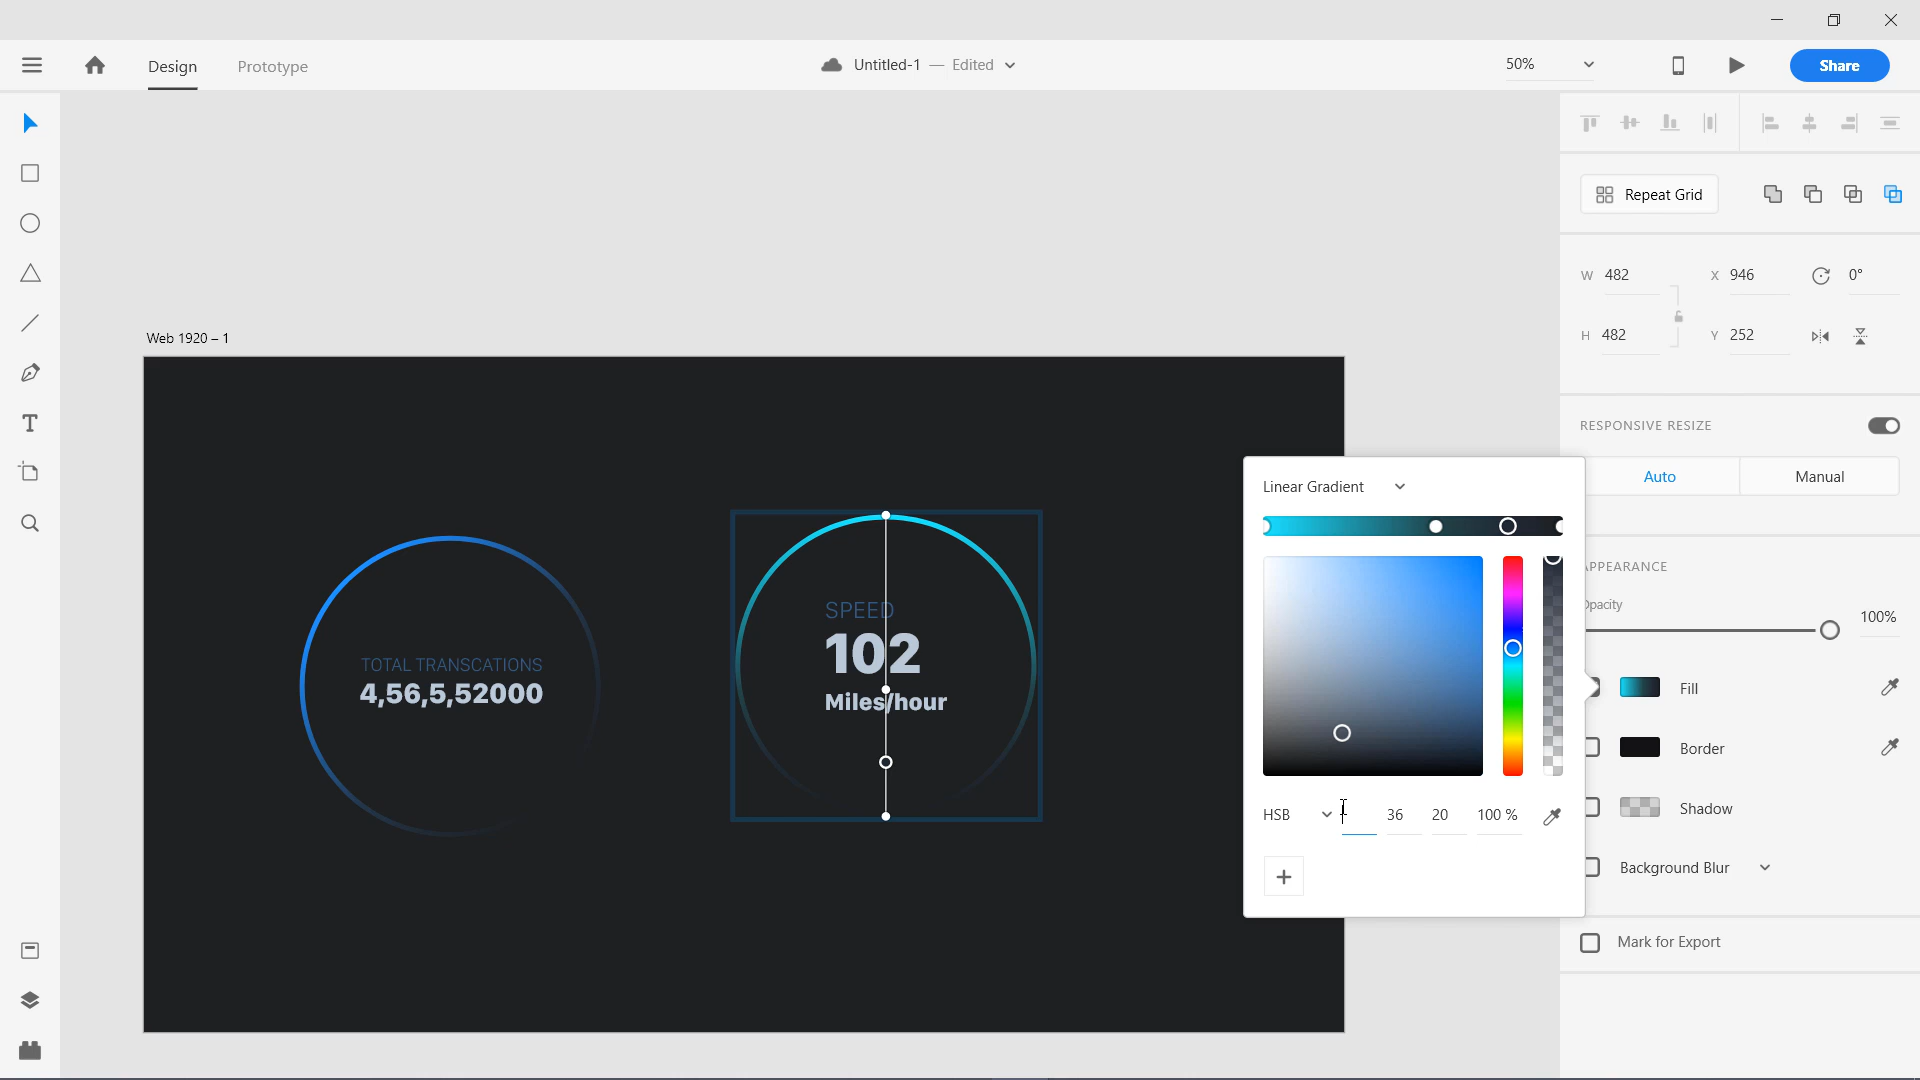 Design
Prototype
Untitled-1 — Edited
50%
Share
Repeat Grid
W 482
X 946
0°
H 482
Y 252
RESPONSIVE RESIZE
Auto
Manual
Web 1920 – 1
TOTAL TRANSCATIONS
4,56,5,52000
SPEED
102
Miles/hour
Linear Gradient
HSB
36
20
100 %
+
PPEARANCE
pacity
100%
Fill
Border
Shadow
Background Blur
Mark for Export